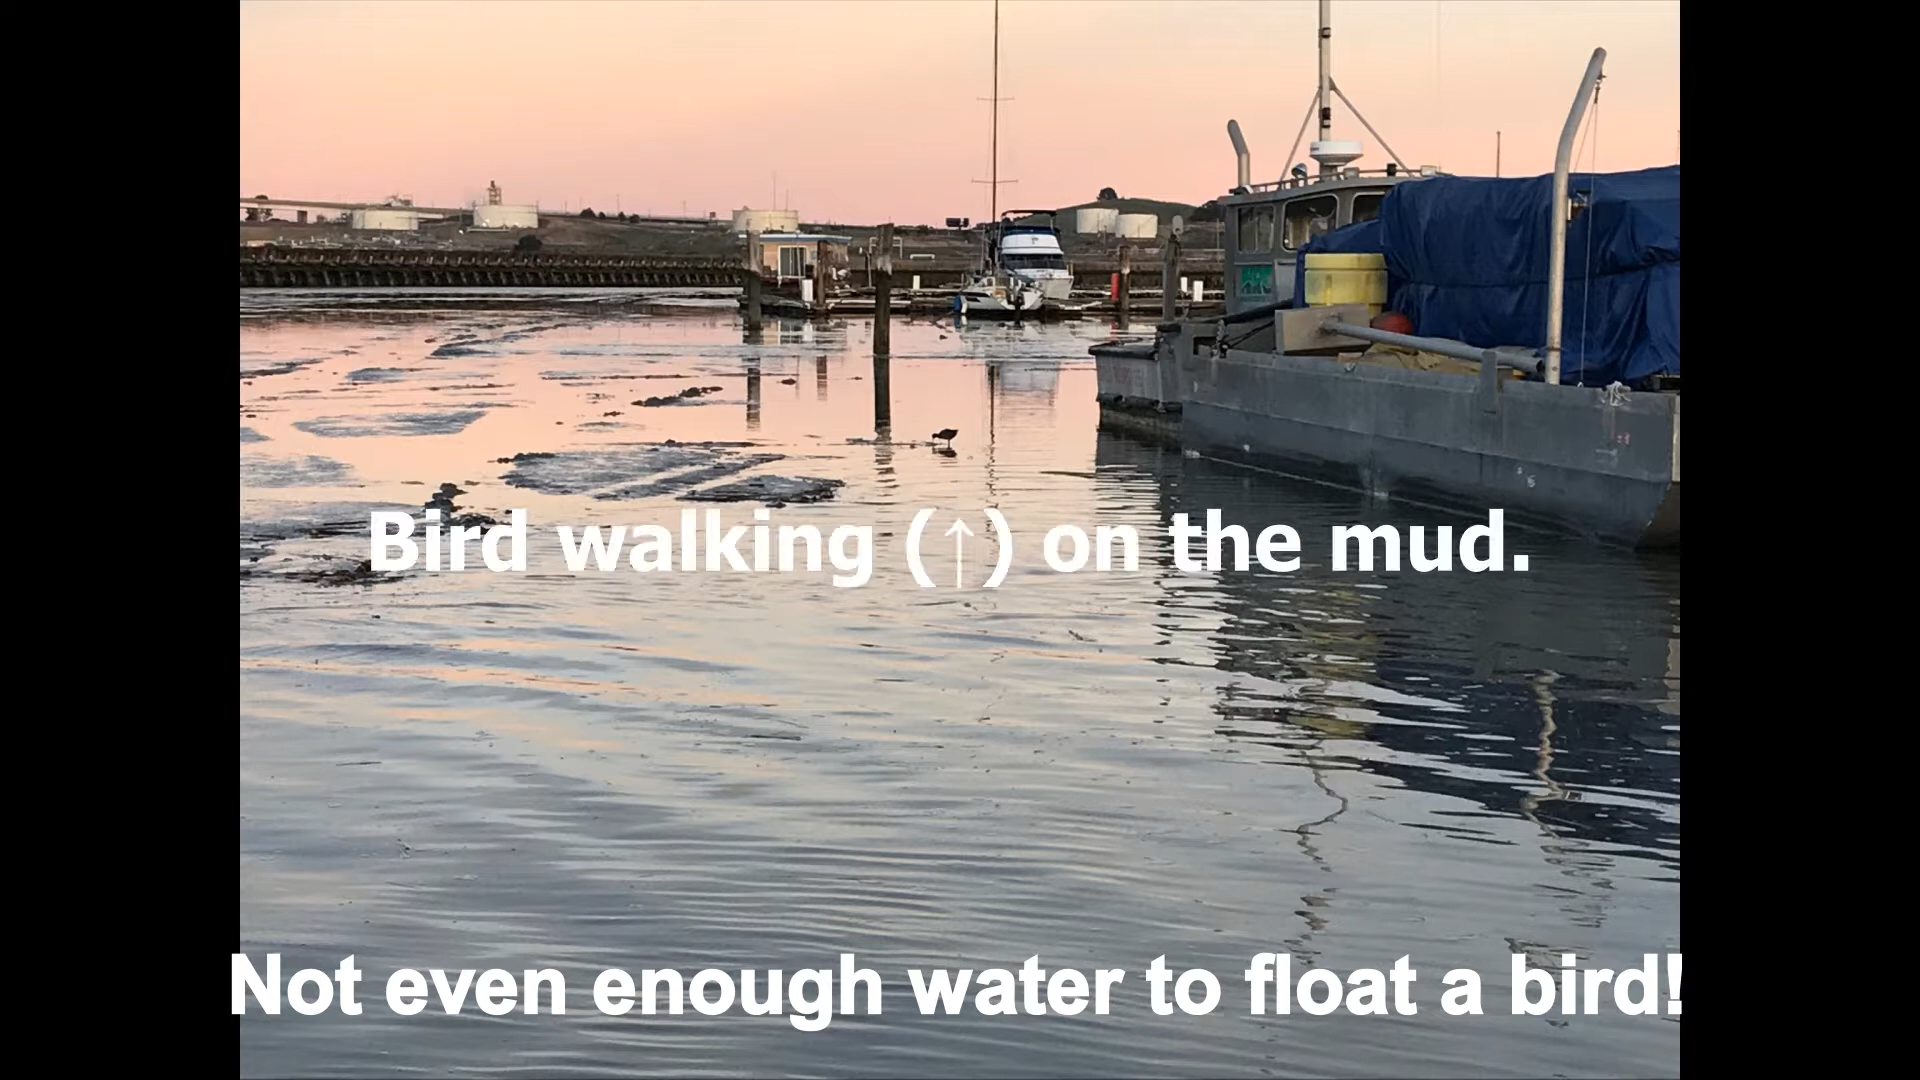 Bird walking (↑) on the mud.
Not even enough water to float a bird!